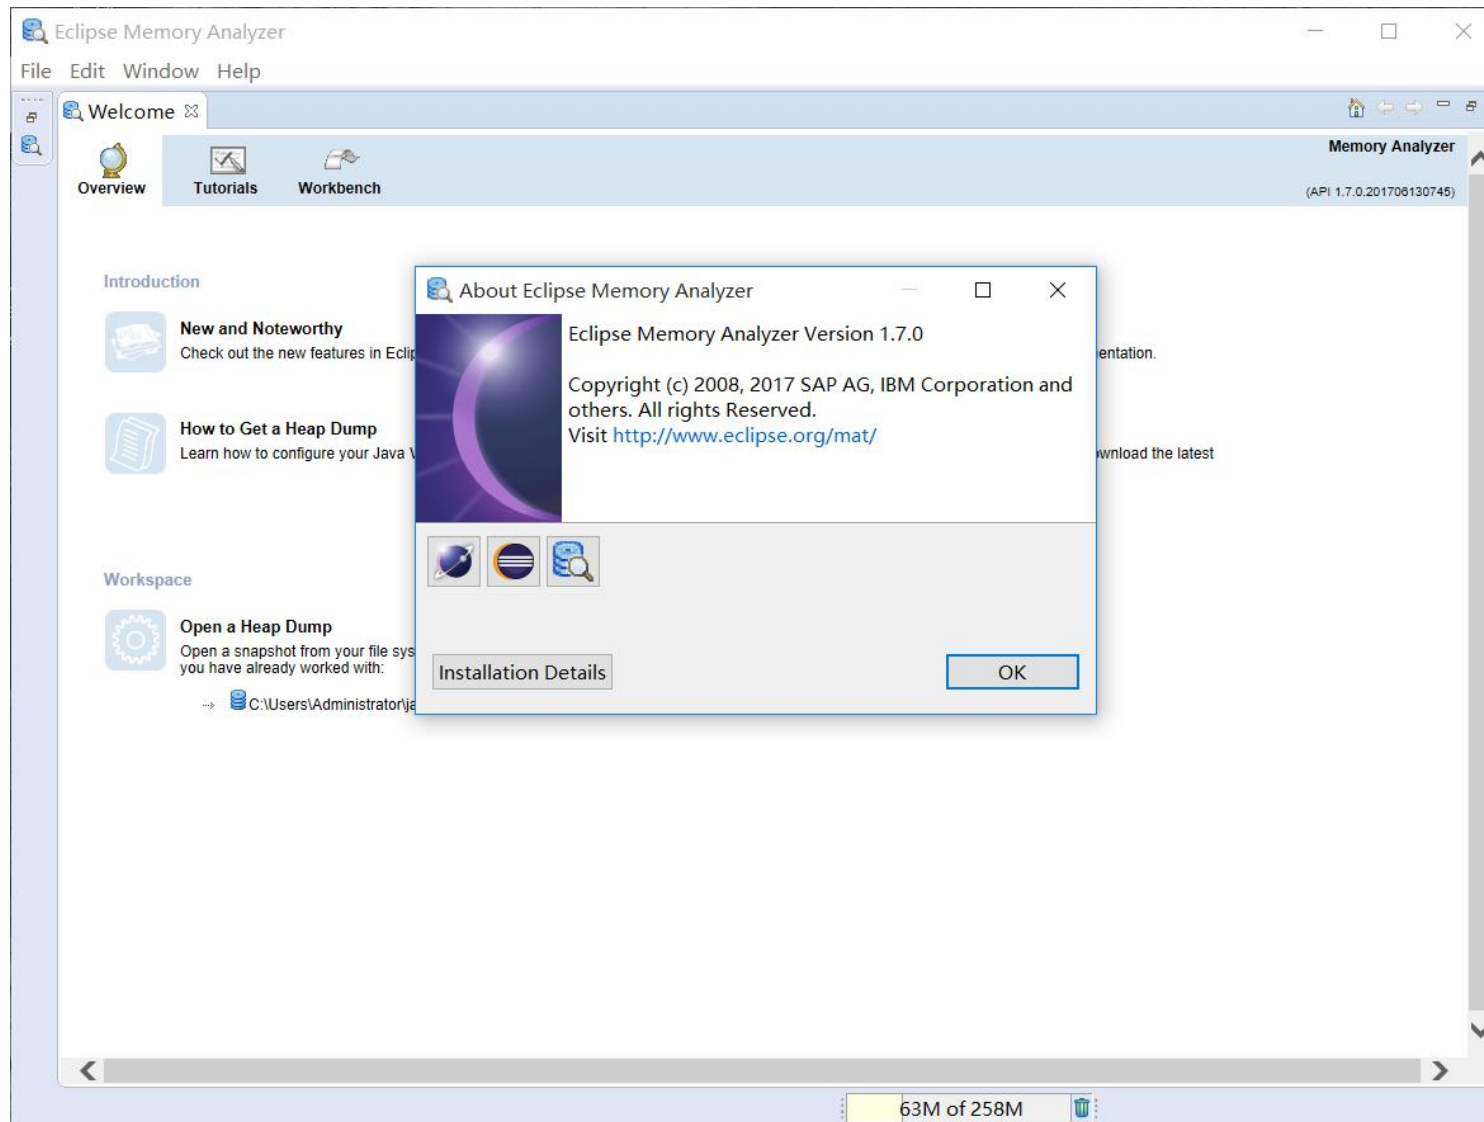 Eclipse Memory Analyzer
File Edit Window Help
Welcome
Overview Tutorials Workbench
Memory Analyzer
(API 1.7.0.201706130745)
Introduction
New and Noteworthy
Check out the new features in
How to Get a Heap Dump
Learn how to configure your Java
wnload the latest
Workspace
Open a Heap Dump
Open a snapshot from your file
you have already worked with:
C:\Users\Administrator\
About Eclipse Memory Analyzer
Eclipse Memory Analyzer Version 1.7.0
Copyright (c) 2008, 2017 SAP AG, IBM Corporation and
others. All rights Reserved.
Visit http://www.eclipse.org/mat/
Installation Details
OK
63M of 258M